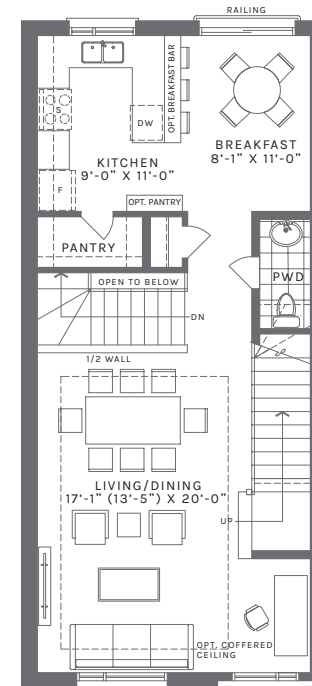 RAILING
OPT. BREAKFAST BAR
S
DW
BREAKFAST
8'-1" X 11'-0"
KITCHEN
9'-0" X 11'-0"
F
OPT. PANTRY
PANTRY
PWD
OPEN TO BELOW
DN
1/2 WALL
LIVING/DINING
17'-1" (13'-5") X 20'-0"
UP
OPT. COFFERED
CEILING